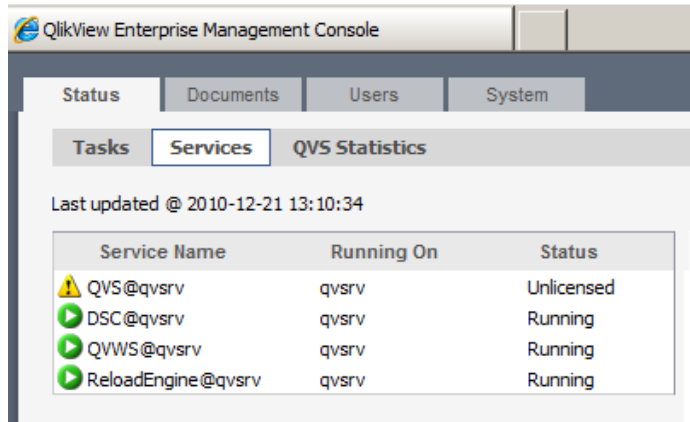 QlikView Enterprise Management Console
Status Documents Users System
Tasks Services QVS Statistics
Last updated @ 2010-12-21 13:10:34
Service Name Running On Status
QVS@qvsrv qvsrv Unlicensed
DSC@qvsrv qvsrv Running
QVWS@qvsrv qvsrv Running
ReloadEngine@qvsrv qvsrv Running